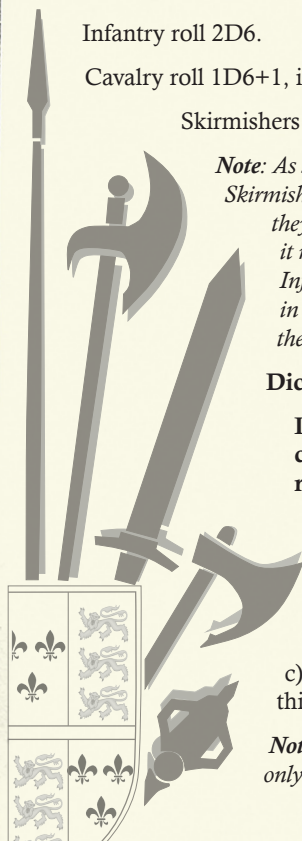 Infantry roll 2D6.
Cavalry roll 1D6+1, i
Skirmishers
Note: As
Skirmish
they
it
Inf
in
the
Dic
I
c
r
c)
thi
Not
only